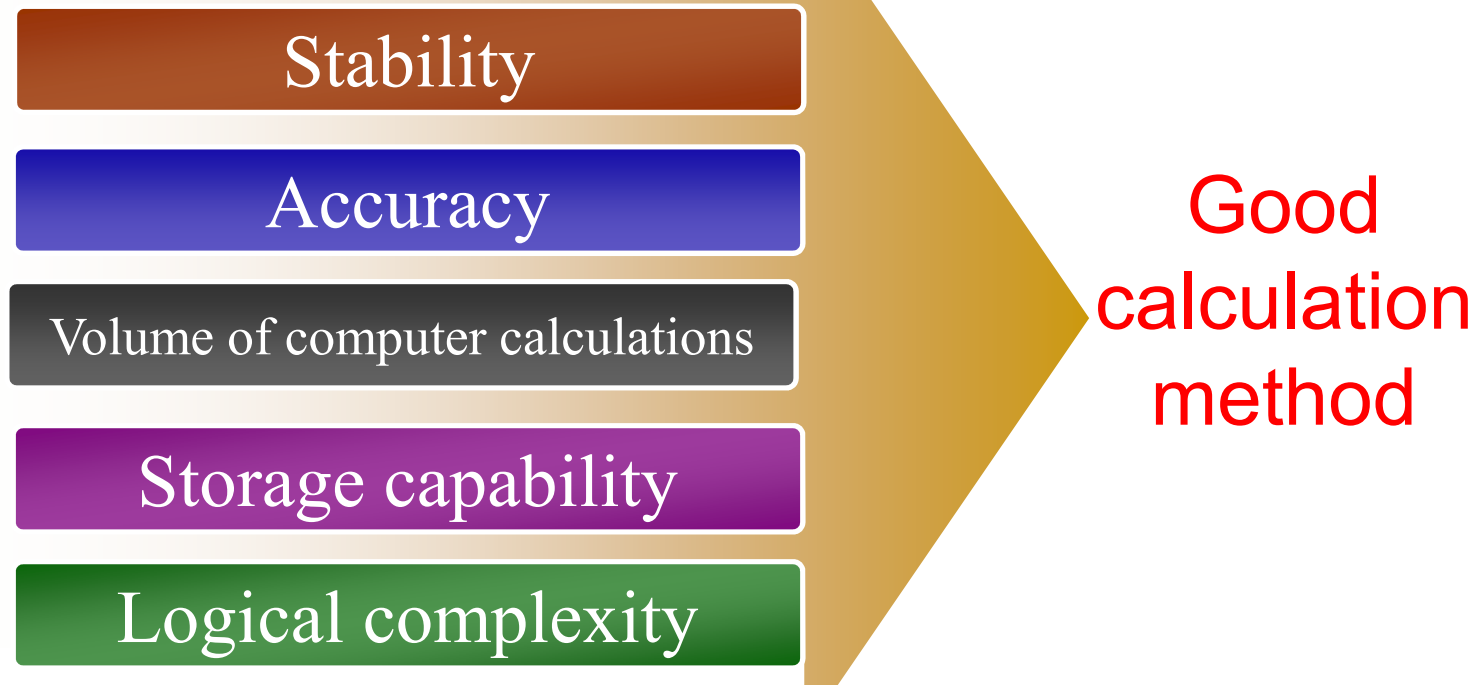 Stability
Accuracy
Volume of computer calculations
Storage capability
Logical complexity
Good
calculation
method